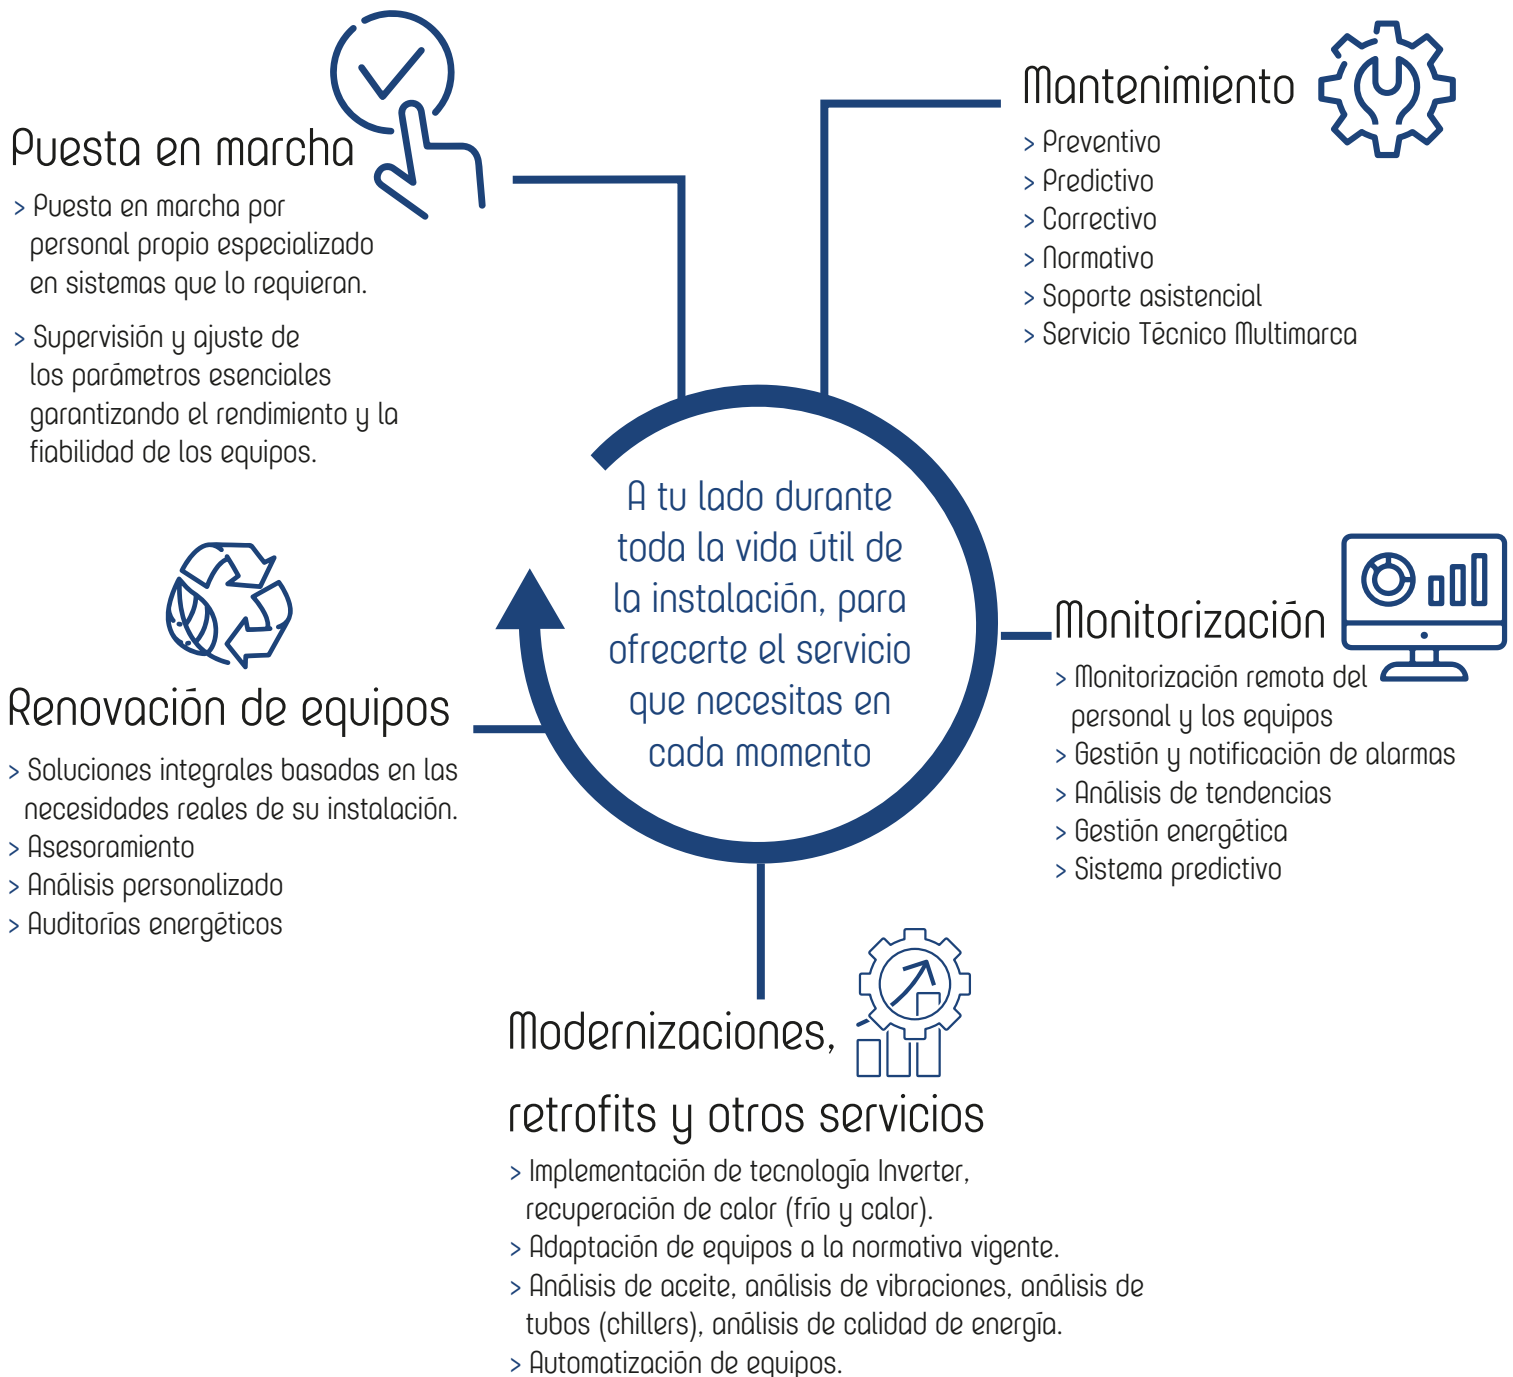 Puesta en marcha
> Puesta en marcha por
personal propio especializado
en sistemas que lo requieran.
> Supervisión y ajuste de
los parámetros esenciales
garantizando el rendimiento y la
fiabilidad de los equipos.
Mantenimiento
> Preventivo
> Predictivo
> Correctivo
> Normativo
> Soporte asistencial
> Servicio Técnico Multimarca
A tu lado durante
toda la vida útil de
la instalación, para
ofrecerte el servicio
que necesitas en
cada momento
Monitorización
> Monitorización remota del
personal y los equipos
> Gestión y notificación de alarmas
> Análisis de tendencias
> Gestión energética
> Sistema predictivo
Renovación de equipos
> Soluciones integrales basadas en las
necesidades reales de su instalación.
> Asesoramiento
> Análisis personalizado
> Auditorías energéticos
Modernizaciones,
retrofits y otros servicios
> Implementación de tecnología Inverter,
recuperación de calor (frío y calor).
> Adaptación de equipos a la normativa vigente.
> Análisis de aceite, análisis de vibraciones, análisis de
tubos (chillers), análisis de calidad de energía.
> Automatización de equipos.